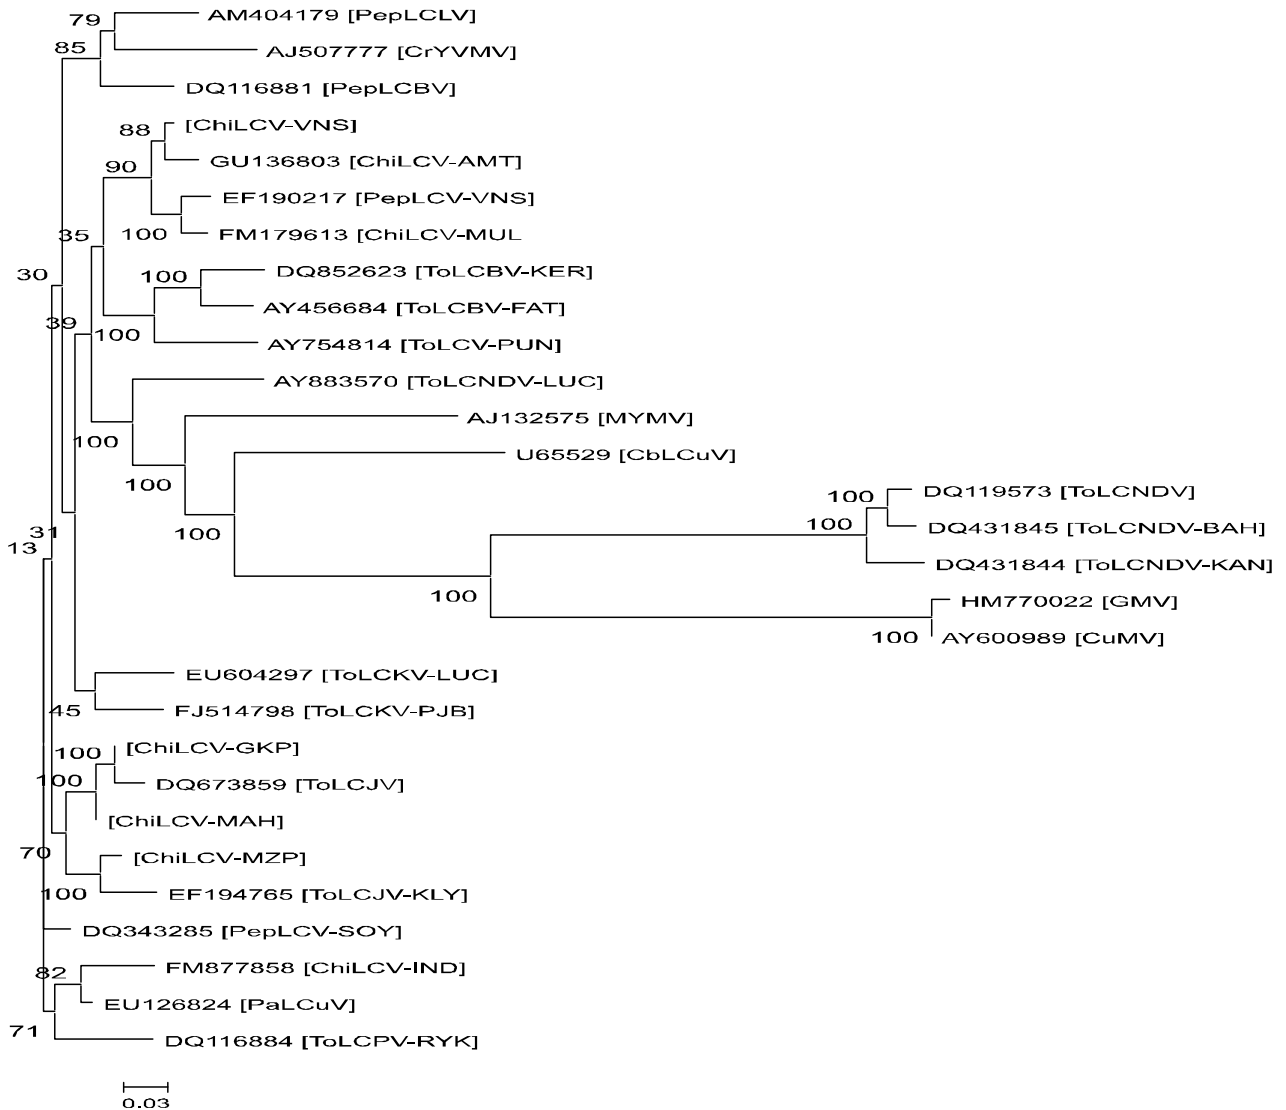 79
AM404179 [PepLCLV]
85
AJ507777 [CrYVMV]
DQ116881 [PepLCBV]
88
[ChiLCV-VNS]
GU136803 [ChiLCV-AMT]
90
EF190217 [PepLCV-VNS]
35
100
FM179613 [ChiLCV-MUL
30
100
DQ852623 [ToLCBV-KER]
AY456684 [ToLCBV-FAT]
39
100
AY754814 [ToLCV-PUN]
AY883570 [ToLCNDV-LUC]
AJ132575 [MYMV]
100
U65529 [CbLCuV]
100
DQ119573 [ToLCNDV]
100
100
DQ431845 [ToLCNDV-BAH]
31
100
13
DQ431844 [ToLCNDV-KAN]
100
HM770022 [GMV]
100
AY600989 [CuMV]
EU604297 [ToLCKV-LUC]
45
FJ514798 [ToLCKV-PJB]
100
[ChiLCV-GKP]
100
DQ673859 [ToLCJV]
[ChiLCV-MAH]
70
[ChiLCV-MZP]
100
EF194765 [ToLCJV-KLY]
DQ343285 [PepLCV-SOY]
82
FM877858 [ChiLCV-IND]
EU126824 [PaLCuV]
71
DQ116884 [ToLCPV-RYK]
0.03